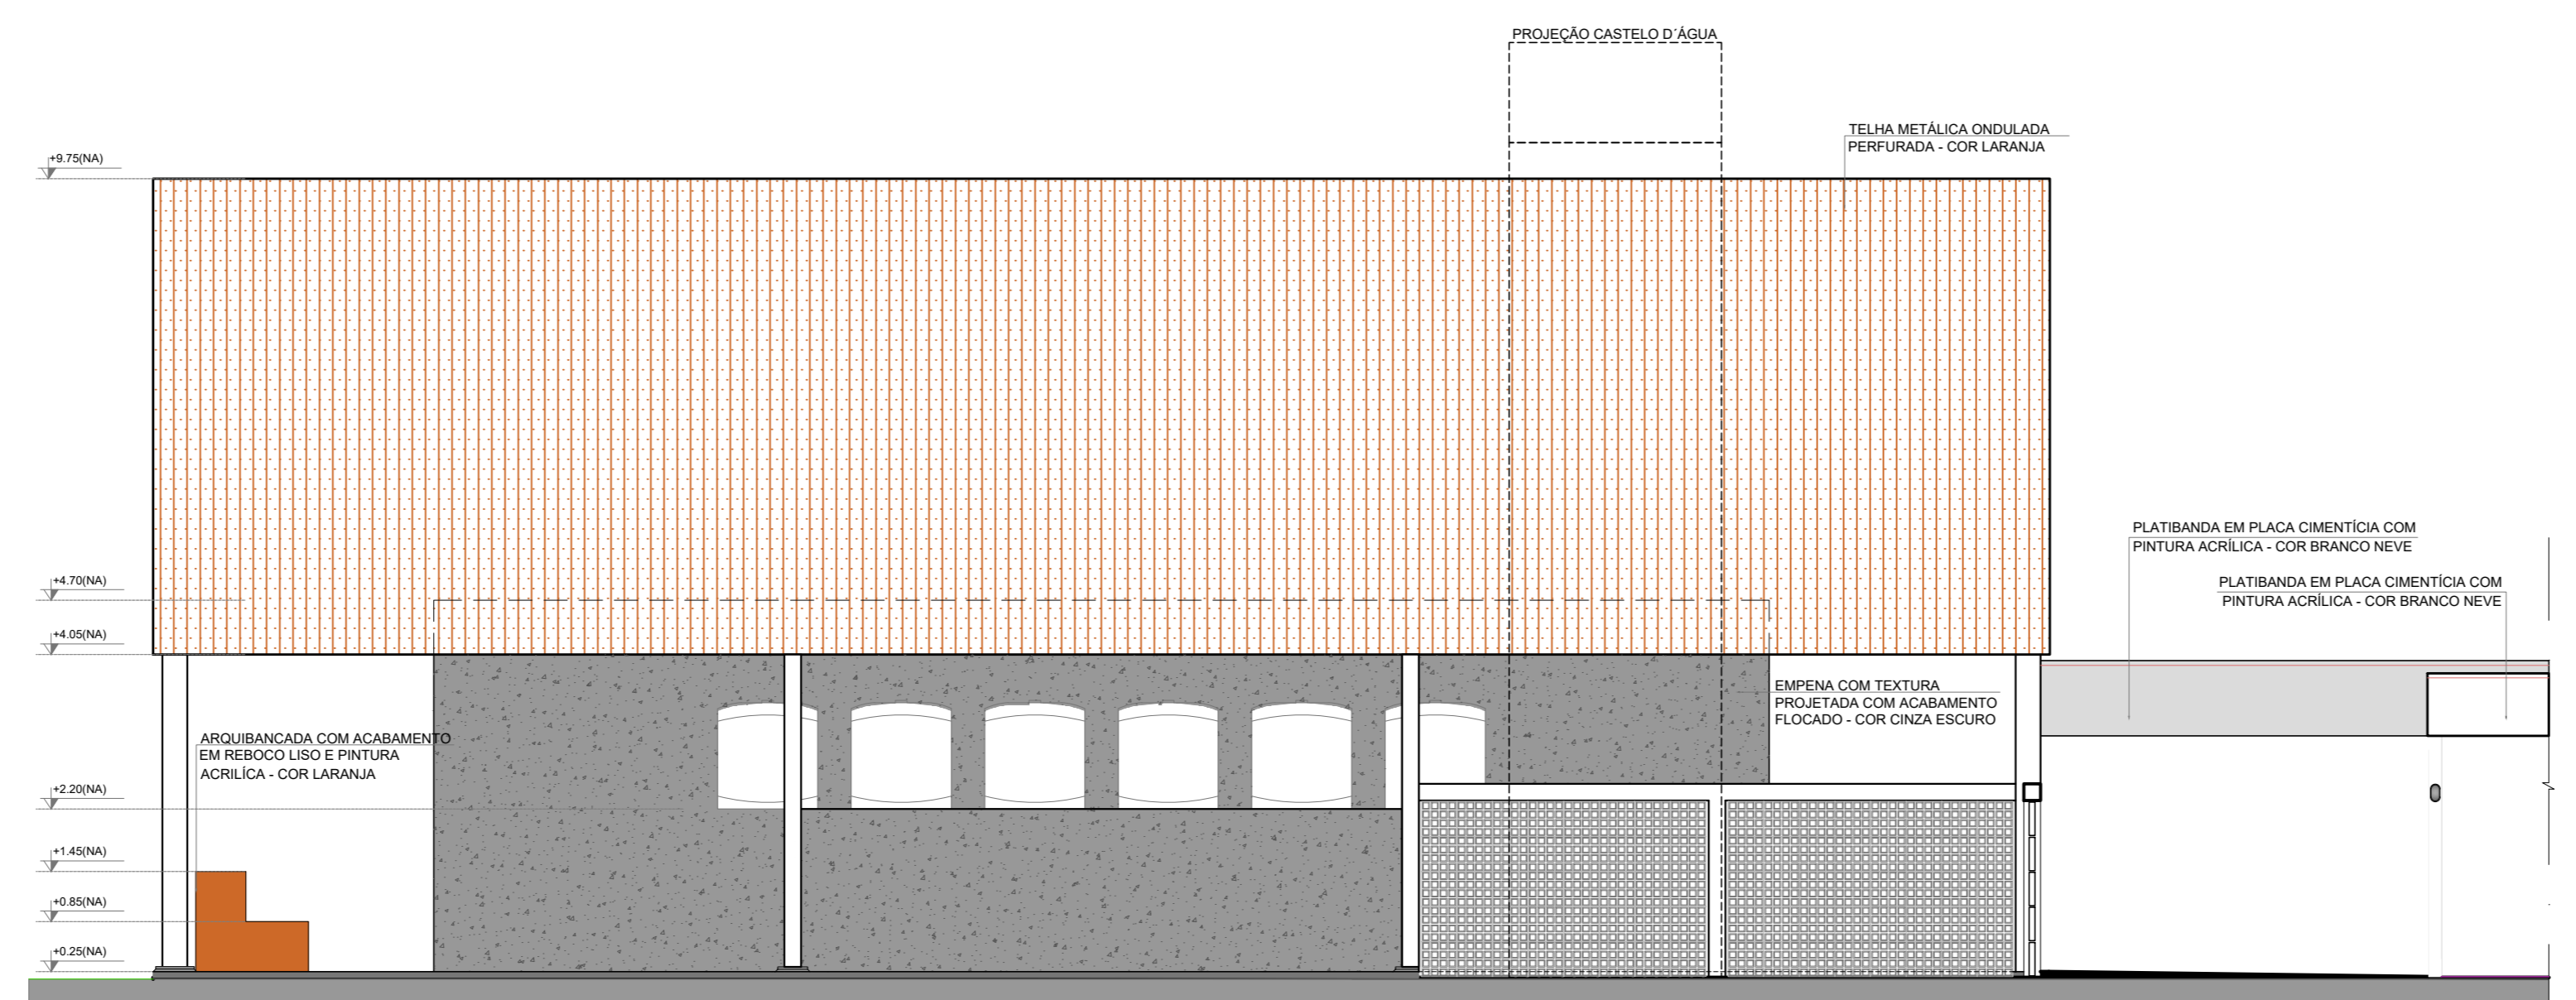 PROJEÇÃO CASTELO D´ÁGUA
TELHA METÁLICA ONDULADA
PERFURADA - COR LARANJA
+9.75(NA)
PLATIBANDA EM PLACA CIMENTÍCIA COM
PINTURA ACRÍLICA - COR BRANCO NEVE
PLATIBANDA EM PLACA CIMENTÍCIA COM
PINTURA ACRÍLICA - COR BRANCO NEVE
+4.70(NA)
+4.05(NA)
EMPENA COM TEXTURA
PROJETADA COM ACABAMENTO
FLOCADO - COR CINZA ESCURO
ARQUIBANCADA COM ACABAMENTO
EM REBOCO LISO E PINTURA
ACRILÍCA - COR LARANJA
+2.20(NA)
+1.45(NA)
+0.85(NA)
+0.25(NA)